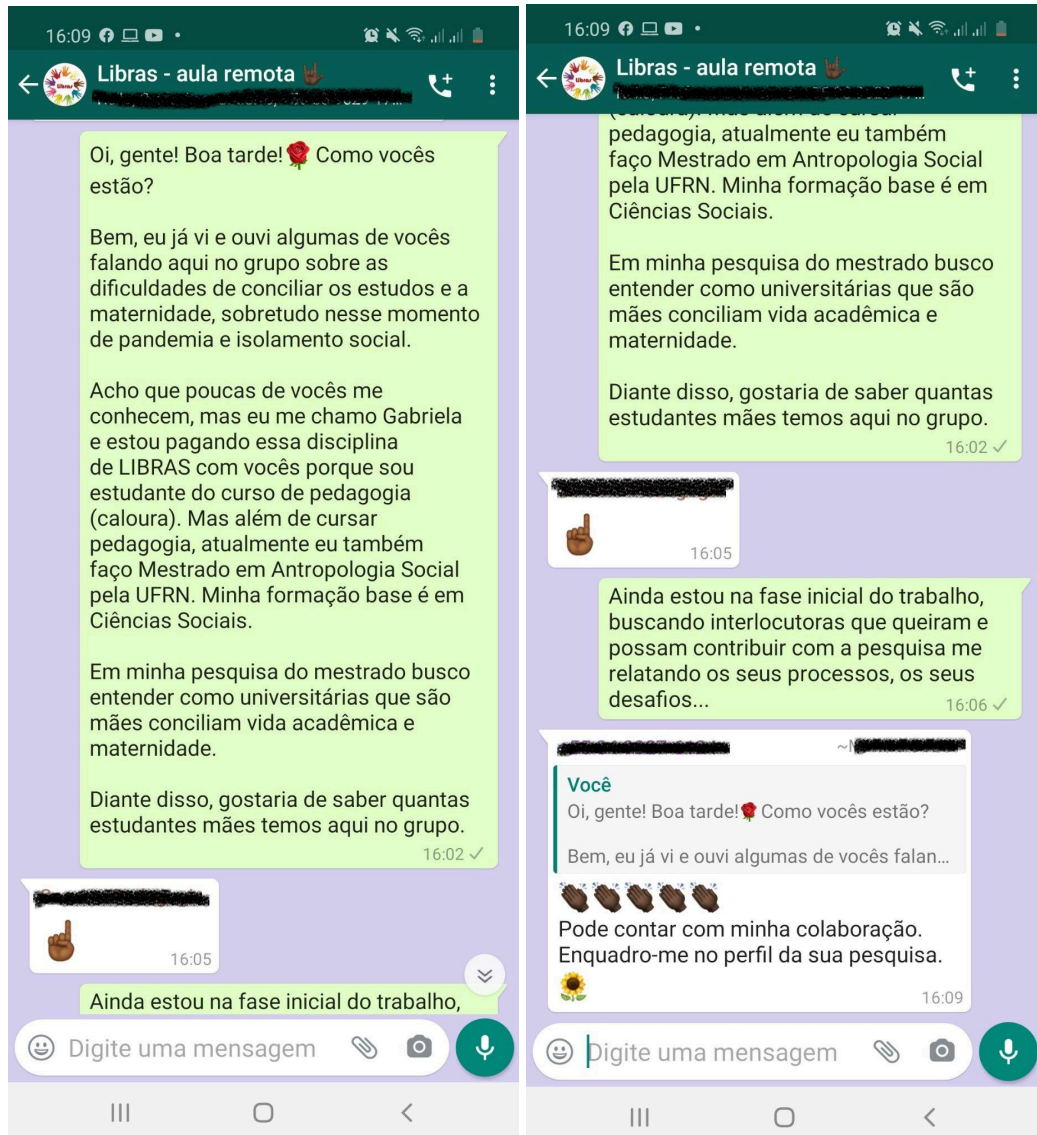 16:09
Libras - aula remota 🤟🏾
Oi, gente! Boa tarde!🌹 Como vocês
estão?
Bem, eu já vi e ouvi algumas de vocês
falando aqui no grupo sobre as
dificuldades de conciliar os estudos e a
maternidade, sobretudo nesse momento
de pandemia e isolamento social.
Acho que poucas de vocês me
conhecem, mas eu me chamo Gabriela
e estou pagando essa disciplina
de LIBRAS com vocês porque sou
estudante do curso de pedagogia
(caloura). Mas além de cursar
pedagogia, atualmente eu também
faço Mestrado em Antropologia Social
pela UFRN. Minha formação base é em
Ciências Sociais.
Em minha pesquisa do mestrado busco
entender como universitárias que são
mães conciliam vida acadêmica e
maternidade.
Diante disso, gostaria de saber quantas
estudantes mães temos aqui no grupo.
16:02
☝🏾
16:05
Ainda estou na fase inicial do trabalho,
Digite uma mensagem
16:09
Libras - aula remota 🤟🏾
(caloura). Mas além de cursar
pedagogia, atualmente eu também
faço Mestrado em Antropologia Social
pela UFRN. Minha formação base é em
Ciências Sociais.
Em minha pesquisa do mestrado busco
entender como universitárias que são
mães conciliam vida acadêmica e
maternidade.
Diante disso, gostaria de saber quantas
estudantes mães temos aqui no grupo.
16:02
☝🏾
16:05
Ainda estou na fase inicial do trabalho,
buscando interlocutoras que queiram e
possam contribuir com a pesquisa me
relatando os seus processos, os seus
desafios...
16:06
Você
Oi, gente! Boa tarde!🌹 Como vocês estão?
Bem, eu já vi e ouvi algumas de vocês falan...
👏🏿👏🏿👏🏿👏🏿👏🏿
Pode contar com minha colaboração.
Enquadro-me no perfil da sua pesquisa.
🌻
16:09
Digite uma mensagem